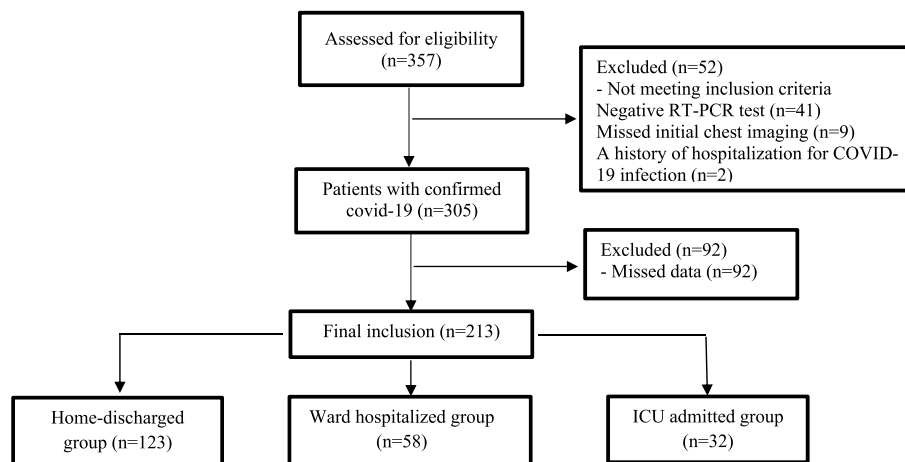 Assessed for eligibility
(n=357)
Excluded (n=52)
- Not meeting inclusion criteria
Negative RT-PCR test (n=41)
Missed initial chest imaging (n=9)
A history of hospitalization for COVID-
19 infection (n=2)
Patients with confirmed
covid-19 (n=305)
Excluded (n=92)
- Missed data (n=92)
Final inclusion (n=213)
Home-discharged
group (n=123)
Ward hospitalized group
(n=58)
ICU admitted group
(n=32)